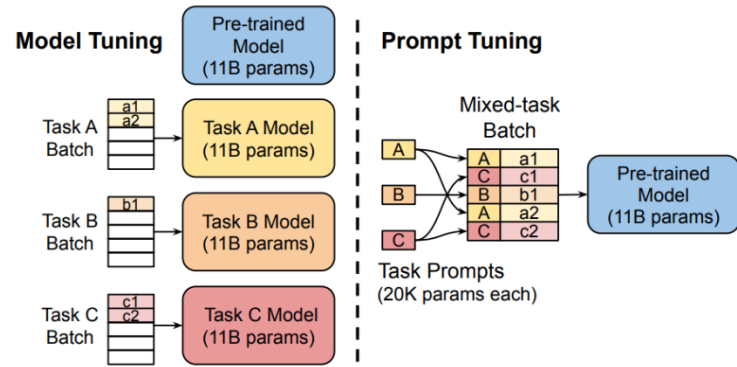 Model Tuning
Pre-trained
Model
(11B params)
a1
a2
Task A
Batch
Task A Model
(11B params)
b1
Task B
Batch
Task B Model
(11B params)
c1
c2
Task C
Batch
Task C Model
(11B params)
Prompt Tuning
Mixed-task
Batch
A
B
C
A a1
C c1
B b1
A a2
C c2
Task Prompts
(20K params each)
Pre-trained
Model
(11B params)